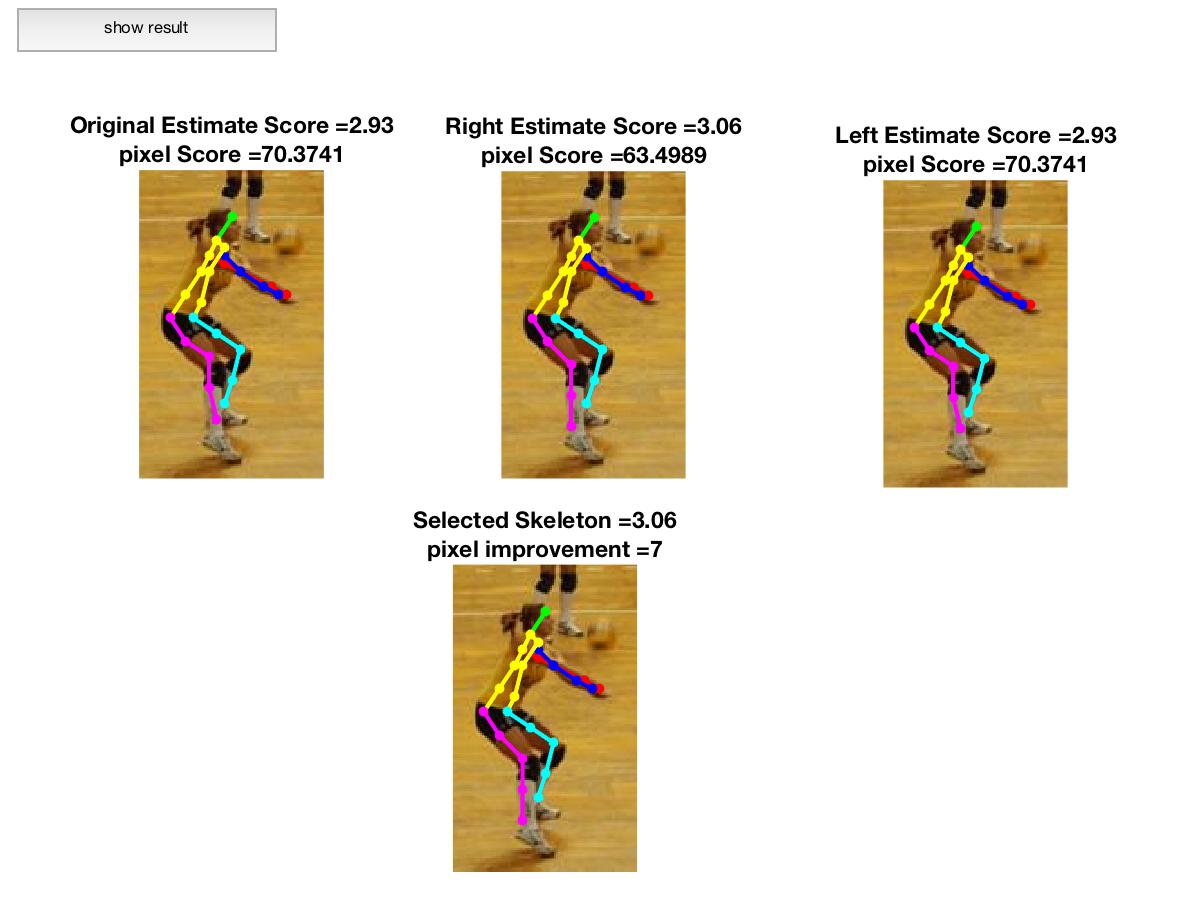 show result
Original Estimate Score =2.93
pixel Score =70.3741
Right Estimate Score =3.06
pixel Score =63.4989
Left Estimate Score =2.93
pixel Score =70.3741
Selected Skeleton =3.06
pixel improvement =7